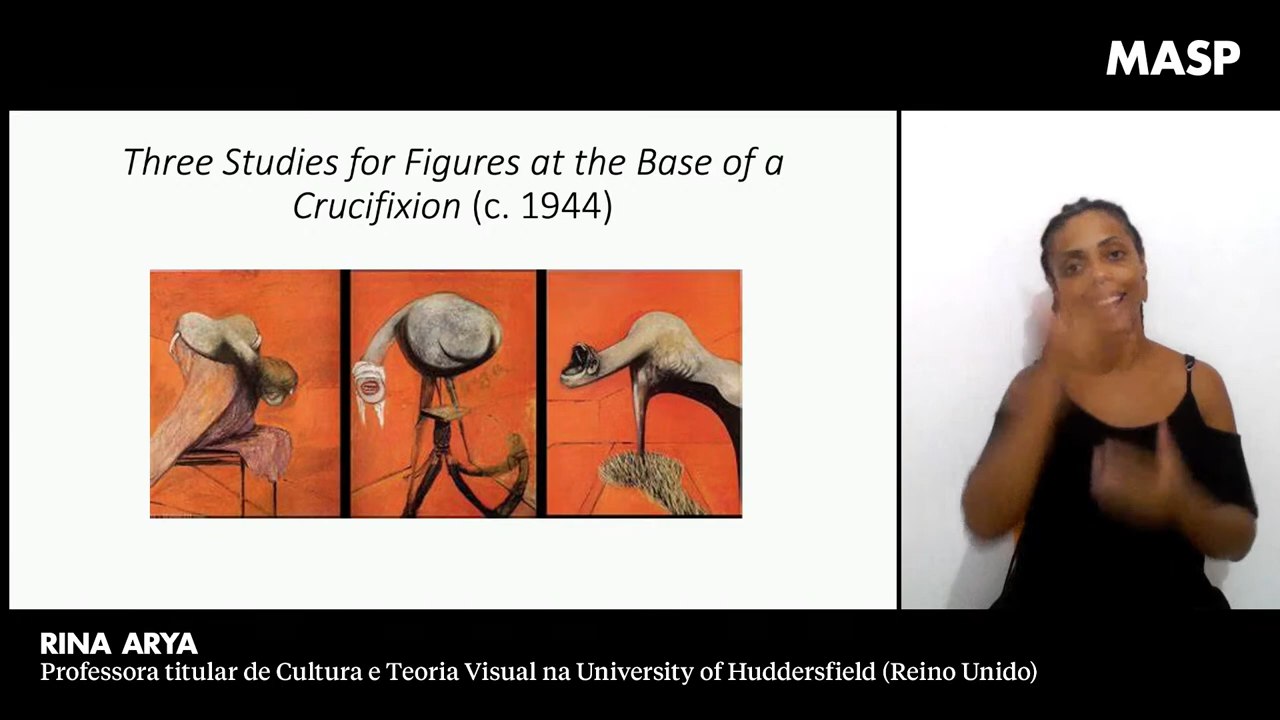 MASP
Three Studies for Figures at the Base of a
Crucifixion (c. 1944)
RINA ARYA
Professora titular de Cultura e Teoria Visual na University of Huddersfield (Reino Unido)